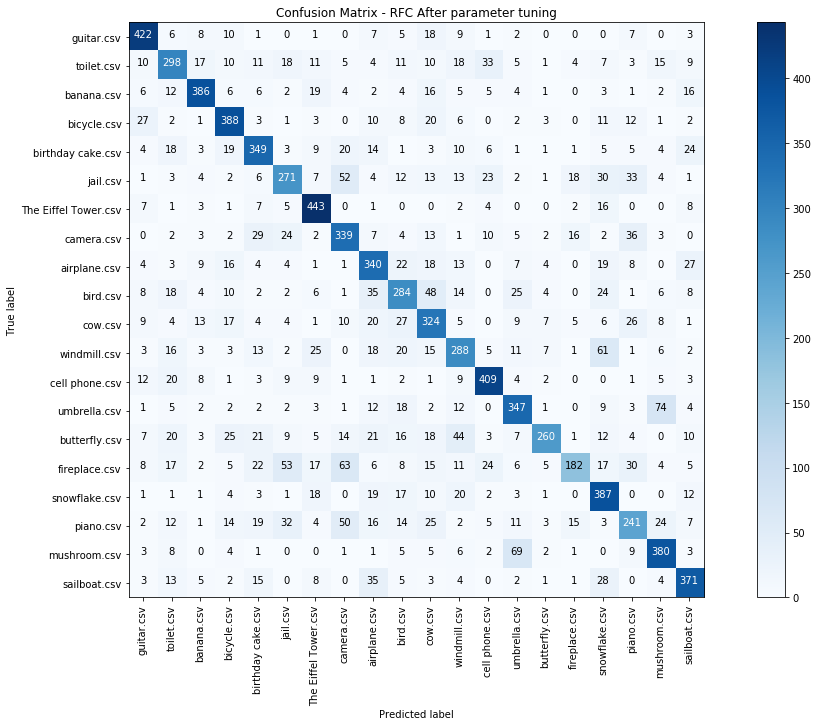 Confusion Matrix - RFC After parameter tuning
guitar.csv 422 6 8 10 1 0 1 0 7 5 18 9 1 2 0 0 0 7 0 3
toilet.csv 10 298 17 10 11 18 11 5 4 11 10 18 33 5 1 4 7 3 15 9
banana.csv 6 12 386 6 6 2 19 4 2 4 16 5 5 4 1 0 3 1 2 16
bicycle.csv 27 2 1 388 3 1 3 0 10 8 20 6 0 2 3 0 11 12 1 2
birthday cake.csv 4 18 3 19 349 3 9 20 14 1 3 10 6 1 1 1 5 5 4 24
jail.csv 1 3 4 2 6 271 7 52 4 12 13 13 23 2 1 18 30 33 4 1
The Eiffel Tower.csv 7 1 3 1 7 5 443 0 1 0 0 2 4 0 0 2 16 0 0 8
camera.csv 0 2 3 2 29 24 2 339 7 4 13 1 10 5 2 16 2 36 3 0
airplane.csv 4 3 9 16 4 4 1 1 340 22 18 13 0 7 4 0 19 8 0 27
bird.csv 8 18 4 10 2 2 6 1 35 284 48 14 0 25 4 0 24 1 6 8
cow.csv 9 4 13 17 4 4 1 10 20 27 324 5 0 9 7 5 6 26 8 1
windmill.csv 3 16 3 3 13 2 25 0 18 20 15 288 5 11 7 1 61 1 6 2
cell phone.csv 12 20 8 1 3 9 9 1 1 2 1 9 409 4 2 0 0 1 5 3
umbrella.csv 1 5 2 2 2 2 3 1 12 18 2 12 0 347 1 0 9 3 74 4
butterfly.csv 7 20 3 25 21 9 5 14 21 16 18 44 3 7 260 1 12 4 0 10
fireplace.csv 8 17 2 5 22 53 17 63 6 8 15 11 24 6 5 182 17 30 4 5
snowflake.csv 1 1 1 4 3 1 18 0 19 17 10 20 2 3 1 0 387 0 0 12
piano.csv 2 12 1 14 19 32 4 50 16 14 25 2 5 11 3 15 3 241 24 7
mushroom.csv 3 8 0 4 1 0 0 1 1 5 5 6 2 69 2 1 0 9 380 3
sailboat.csv 3 13 5 2 15 0 8 0 35 5 3 4 0 2 1 1 28 0 4 371
guitar.csv
toilet.csv
banana.csv
bicycle.csv
birthday cake.csv
jail.csv
The Eiffel Tower.csv
camera.csv
airplane.csv
bird.csv
cow.csv
windmill.csv
cell phone.csv
umbrella.csv
butterfly.csv
fireplace.csv
snowflake.csv
piano.csv
mushroom.csv
sailboat.csv
True label
Predicted label
400
350
300
250
200
150
100
50
0